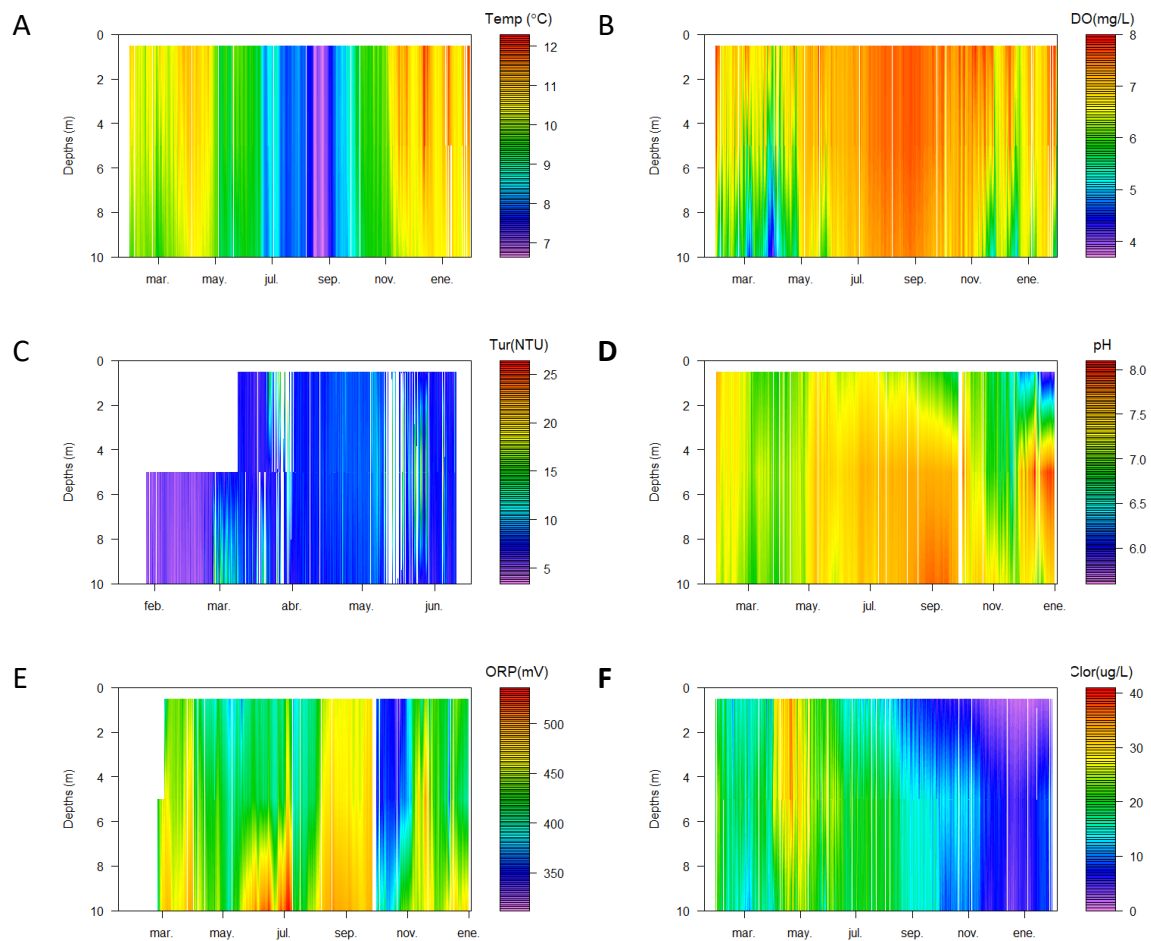 A
Temp (°C)
0
2
4
6
8
10
Depths (m)
mar. may. jul. sep. nov. ene.
12
11
10
9
8
7
B
DO(mg/L)
0
2
4
6
8
10
Depths (m)
mar. may. jul. sep. nov. ene.
8
7
6
5
4
C
Tur(NTU)
0
2
4
6
8
10
Depths (m)
feb. mar. abr. may. jun.
25
20
15
10
5
D
pH
0
2
4
6
8
10
Depths (m)
mar. may. jul. sep. nov. ene.
8.0
7.5
7.0
6.5
6.0
E
ORP(mV)
0
2
4
6
8
10
Depths (m)
mar. may. jul. sep. nov. ene.
500
450
400
350
F
Clor(ug/L)
0
2
4
6
8
10
Depths (m)
mar. may. jul. sep. nov. ene.
40
30
20
10
0